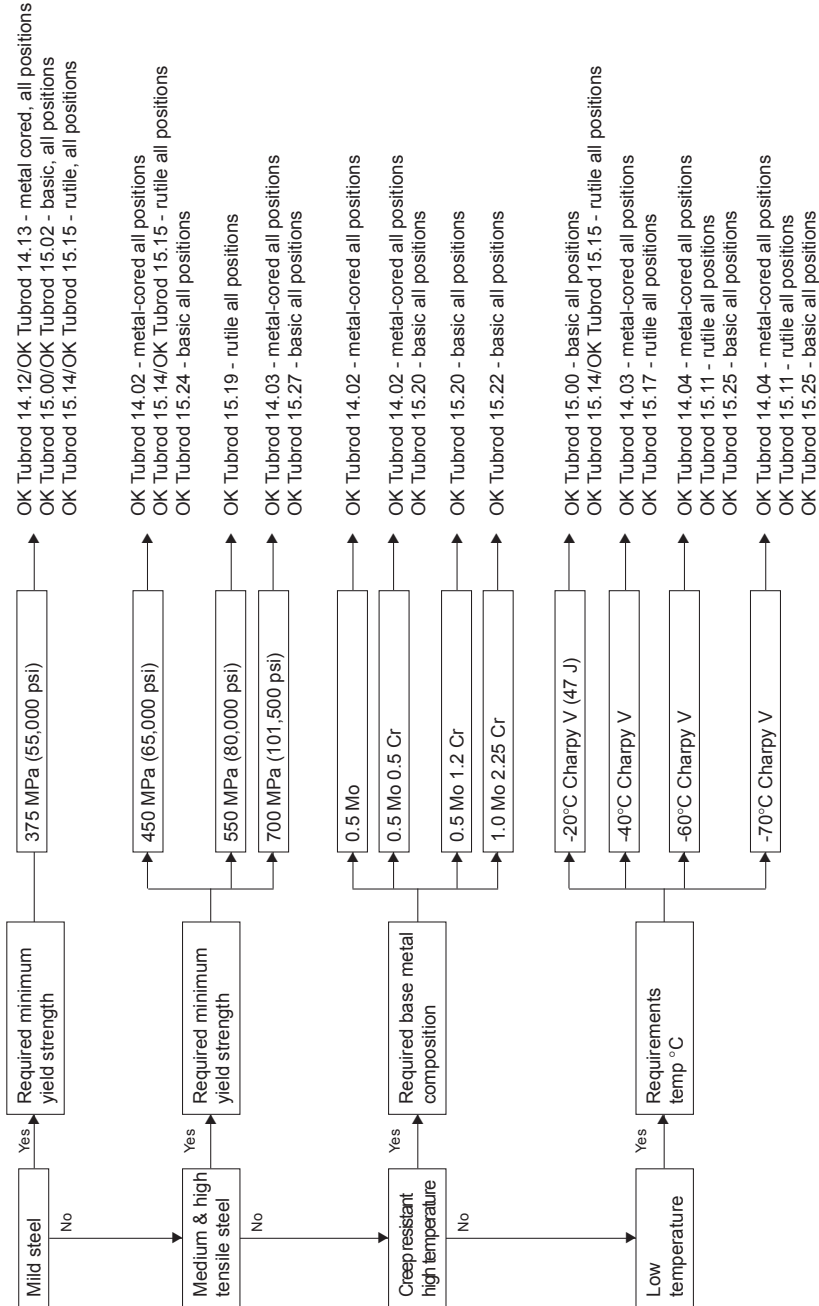 Mild steel
Yes
No
Required minimum
yield strength
375 MPa (55,000 psi)
OK Tubrod 14.12/OK Tubrod 14.13 - metal cored, all positions
OK Tubrod 15.00/OK Tubrod 15.02 - basic, all positions
OK Tubrod 15.14/OK Tubrod 15.15 - rutile, all positions
Medium & high
tensile steel
Yes
No
Required minimum
yield strength
450 MPa (65,000 psi)
OK Tubrod 14.02 - metal-cored all positions
OK Tubrod 15.14/OK Tubrod 15.15 - rutile all positions
OK Tubrod 15.24 - basic all positions
550 MPa (80,000 psi)
OK Tubrod 15.19 - rutile all positions
700 MPa (101,500 psi)
OK Tubrod 14.03 - metal-cored all positions
OK Tubrod 15.27 - basic all positions
Creep resistant
high temperature
Yes
No
Required base metal
composition
0.5 Mo
OK Tubrod 14.02 - metal-cored all positions
0.5 Mo 0.5 Cr
OK Tubrod 14.02 - metal-cored all positions
OK Tubrod 15.20 - basic all positions
0.5 Mo 1.2 Cr
OK Tubrod 15.20 - basic all positions
1.0 Mo 2.25 Cr
OK Tubrod 15.22 - basic all positions
Low
temperature
Yes
Requirements
temp °C
-20°C Charpy V (47 J)
OK Tubrod 15.00 - basic all positions
OK Tubrod 15.14/OK Tubrod 15.15 - rutile all positions
-40°C Charpy V
OK Tubrod 14.03 - metal-cored all positions
OK Tubrod 15.17 - rutile all positions
-60°C Charpy V
OK Tubrod 14.04 - metal-cored all positions
OK Tubrod 15.11 - rutile all positions
OK Tubrod 15.25 - basic all positions
-70°C Charpy V
OK Tubrod 14.04 - metal-cored all positions
OK Tubrod 15.11 - rutile all positions
OK Tubrod 15.25 - basic all positions